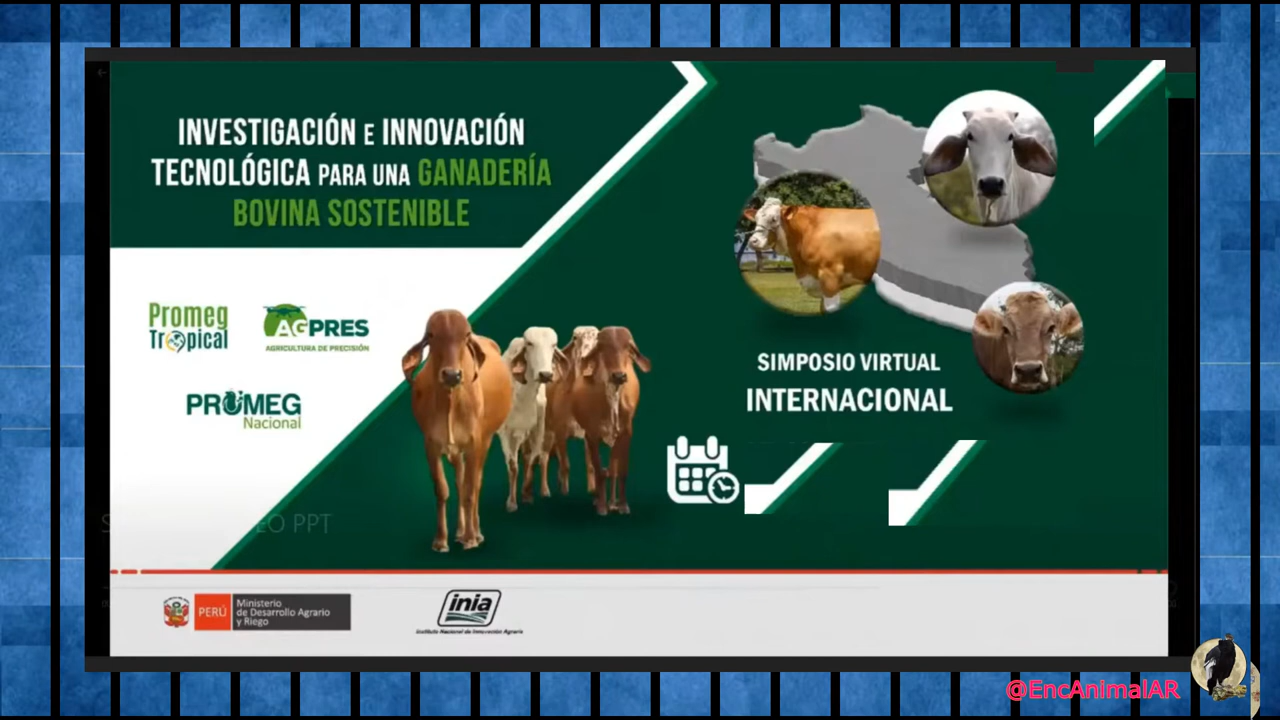 INVESTIGACIÓN E INNOVACIÓN
TECNOLÓGICA PARA UNA GANADERÍA
BOVINA SOSTENIBLE
Promeg
Tropical
AGPRES
AGRICULTURA DE PRECISIÓN
PROMEG
Nacional
SIMPOSIO VIRTUAL
INTERNACIONAL
PPT
PERÚ
Ministerio
de Desarrollo Agrario
y Riego
inia
Instituto Nacional de Innovación Agraria
@EncAnimalAR